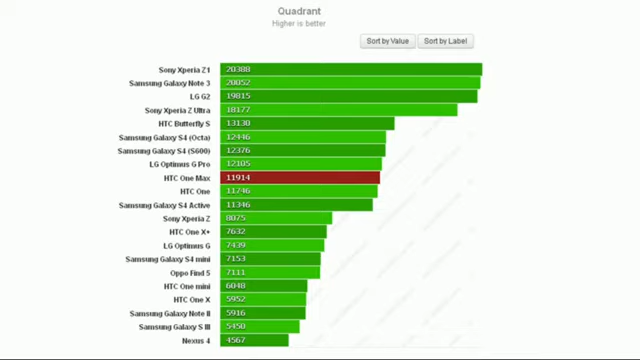 Quadrant
Higher is better
Sort by Value Sort by Label
Sony Xperia Z1 20388
Samsung Galaxy Note 3 20052
LG G2 19815
Sony Xperia Z Ultra 18177
HTC Butterfly S 13130
Samsung Galaxy S4 (Octa) 12446
Samsung Galaxy S4 (S600) 12376
LG Optimus G Pro 12105
HTC One Max 11914
HTC One 11746
Samsung Galaxy S4 Active 11346
Sony Xperia Z 8075
HTC One X+ 7632
LG Optimus G 7439
Samsung Galaxy S4 mini 7153
Oppo Find 5 7111
HTC One mini 6048
HTC One X 5952
Samsung Galaxy Note II 5916
Samsung Galaxy S III 5450
Nexus 4 4567